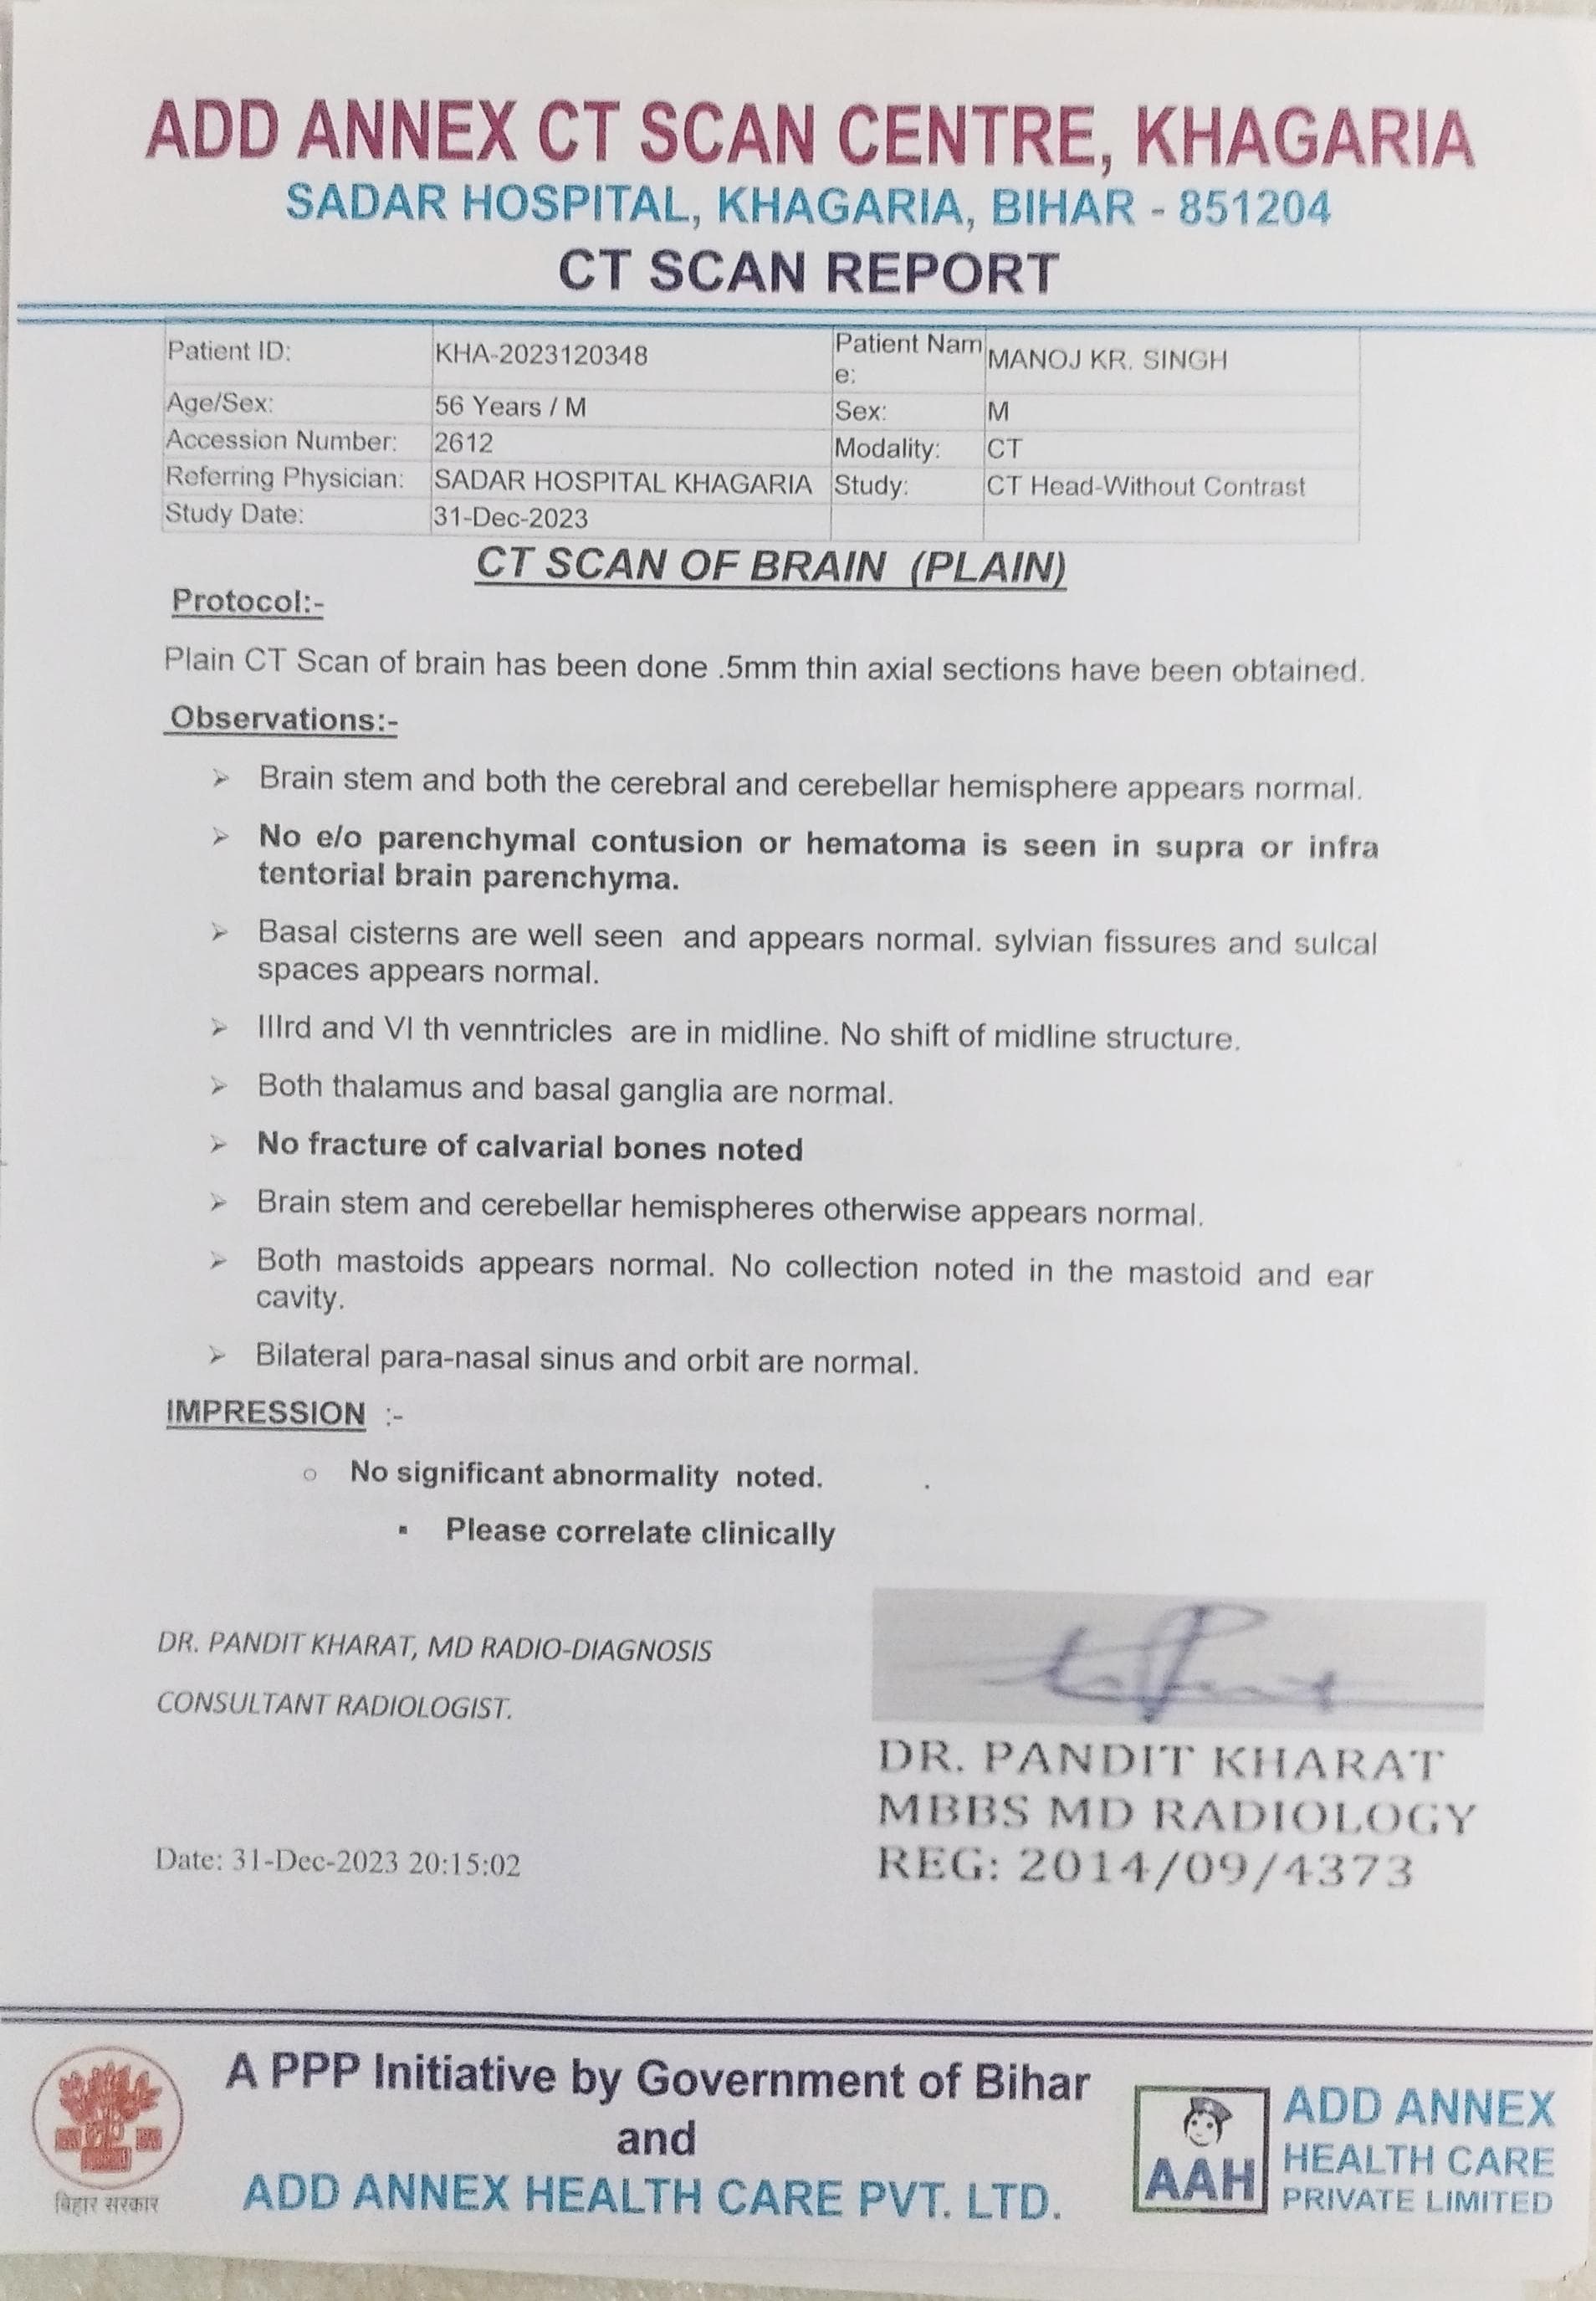 ADD ANNEX CT SCAN CENTRE, KHAGARIA
SADAR HOSPITAL, KHAGARIA, BIHAR - 851204
CT SCAN REPORT
Patient ID: KHA-2023120348 Patient Nam
e: MANOJ KR. SINGH
Age/Sex: 56 Years / M Sex: M
Accession Number: 2612 Modality: CT
Referring Physician: SADAR HOSPITAL KHAGARIA Study: CT Head-Without Contrast
Study Date: 31-Dec-2023
CT SCAN OF BRAIN (PLAIN)
Protocol:-
Plain CT Scan of brain has been done .5mm thin axial sections have been obtained.
Observations:-
➢ Brain stem and both the cerebral and cerebellar hemisphere appears normal.
➢ No e/o parenchymal contusion or hematoma is seen in supra or infra
tentorial brain parenchyma.
➢ Basal cisterns are well seen and appears normal. sylvian fissures and sulcal
spaces appears normal.
➢ IIIrd and VI th venntricles are in midline. No shift of midline structure.
➢ Both thalamus and basal ganglia are normal.
➢ No fracture of calvarial bones noted
➢ Brain stem and cerebellar hemispheres otherwise appears normal.
➢ Both mastoids appears normal. No collection noted in the mastoid and ear
cavity.
➢ Bilateral para-nasal sinus and orbit are normal.
IMPRESSION :-
○ No significant abnormality noted.
▪ Please correlate clinically
DR. PANDIT KHARAT, MD RADIO-DIAGNOSIS
CONSULTANT RADIOLOGIST.
DR. PANDIT KHARAT
MBBS MD RADIOLOGY
REG: 2014/09/4373
Date: 31-Dec-2023 20:15:02
A PPP Initiative by Government of Bihar
and
ADD ANNEX HEALTH CARE PVT. LTD.
बिहार सरकार
AAH
ADD ANNEX
HEALTH CARE
PRIVATE LIMITED